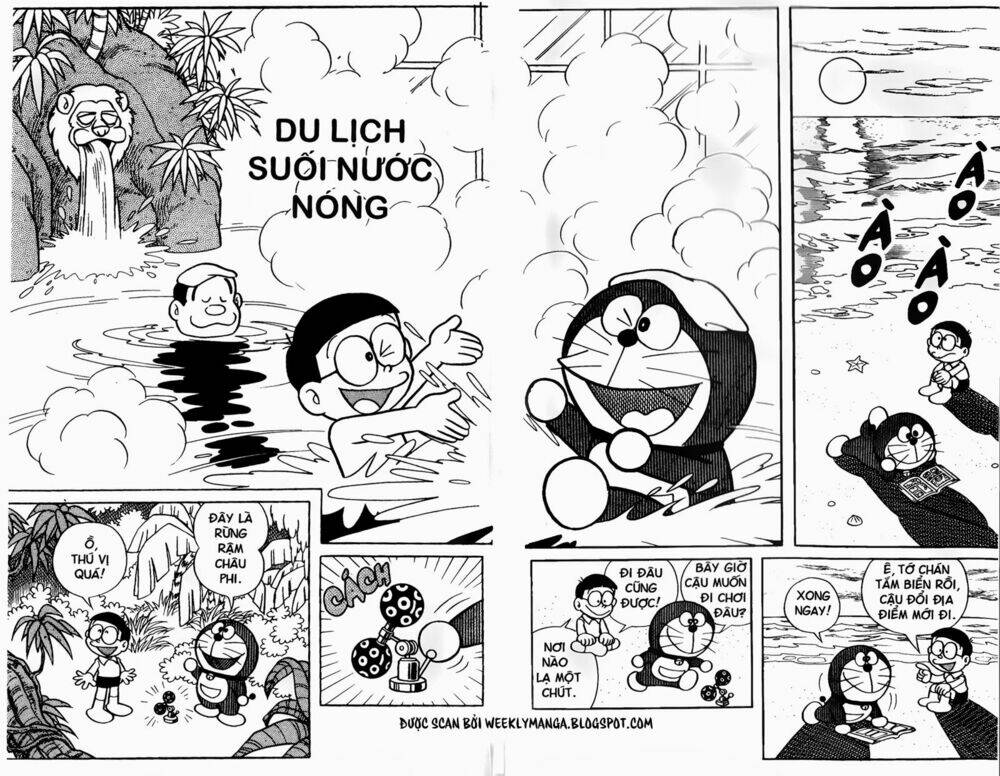 DU LỊCH
SUỐI NƯỚC
NÓNG
ÀO
ÀO
ÀO
Ê, TỚ CHÁN
TẮM BIỂN RỒI,
CẬU ĐỔI ĐỊA
ĐIỂM MỚI ĐI.
XONG
NGAY!
BÂY GIỜ
CẬU MUỐN
ĐI CHƠI
ĐÂU?
ĐI ĐÂU
CŨNG
ĐƯỢC!
NƠI
NÀO
LẠ MỘT
CHÚT.
CÁCH
ĐÂY LÀ
RỪNG
RẬM
CHÂU
PHI.
Ồ,
THÚ VỊ
QUÁ!
ĐƯỢC SCAN BỞI WEEKLYMANGA.BLOGSPOT.COM